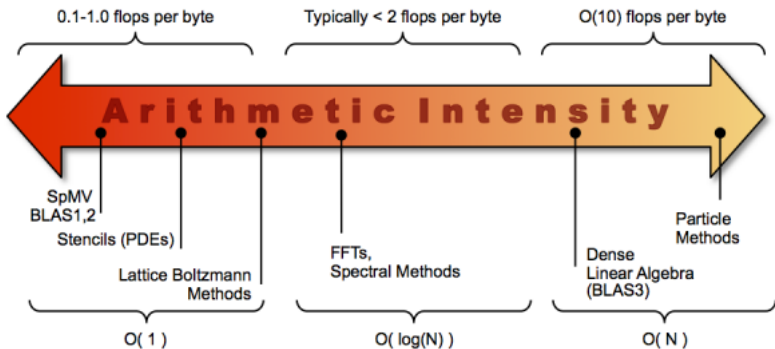 0.1-1.0 flops per byte
Typically < 2 flops per byte
O(10) flops per byte
Arithmetic Intensity
SpMV
BLAS1,2
Stencils (PDEs)
Lattice Boltzmann
Methods
FFTs,
Spectral Methods
Dense
Linear Algebra
(BLAS3)
Particle
Methods
O( 1 )
O( log(N) )
O( N )